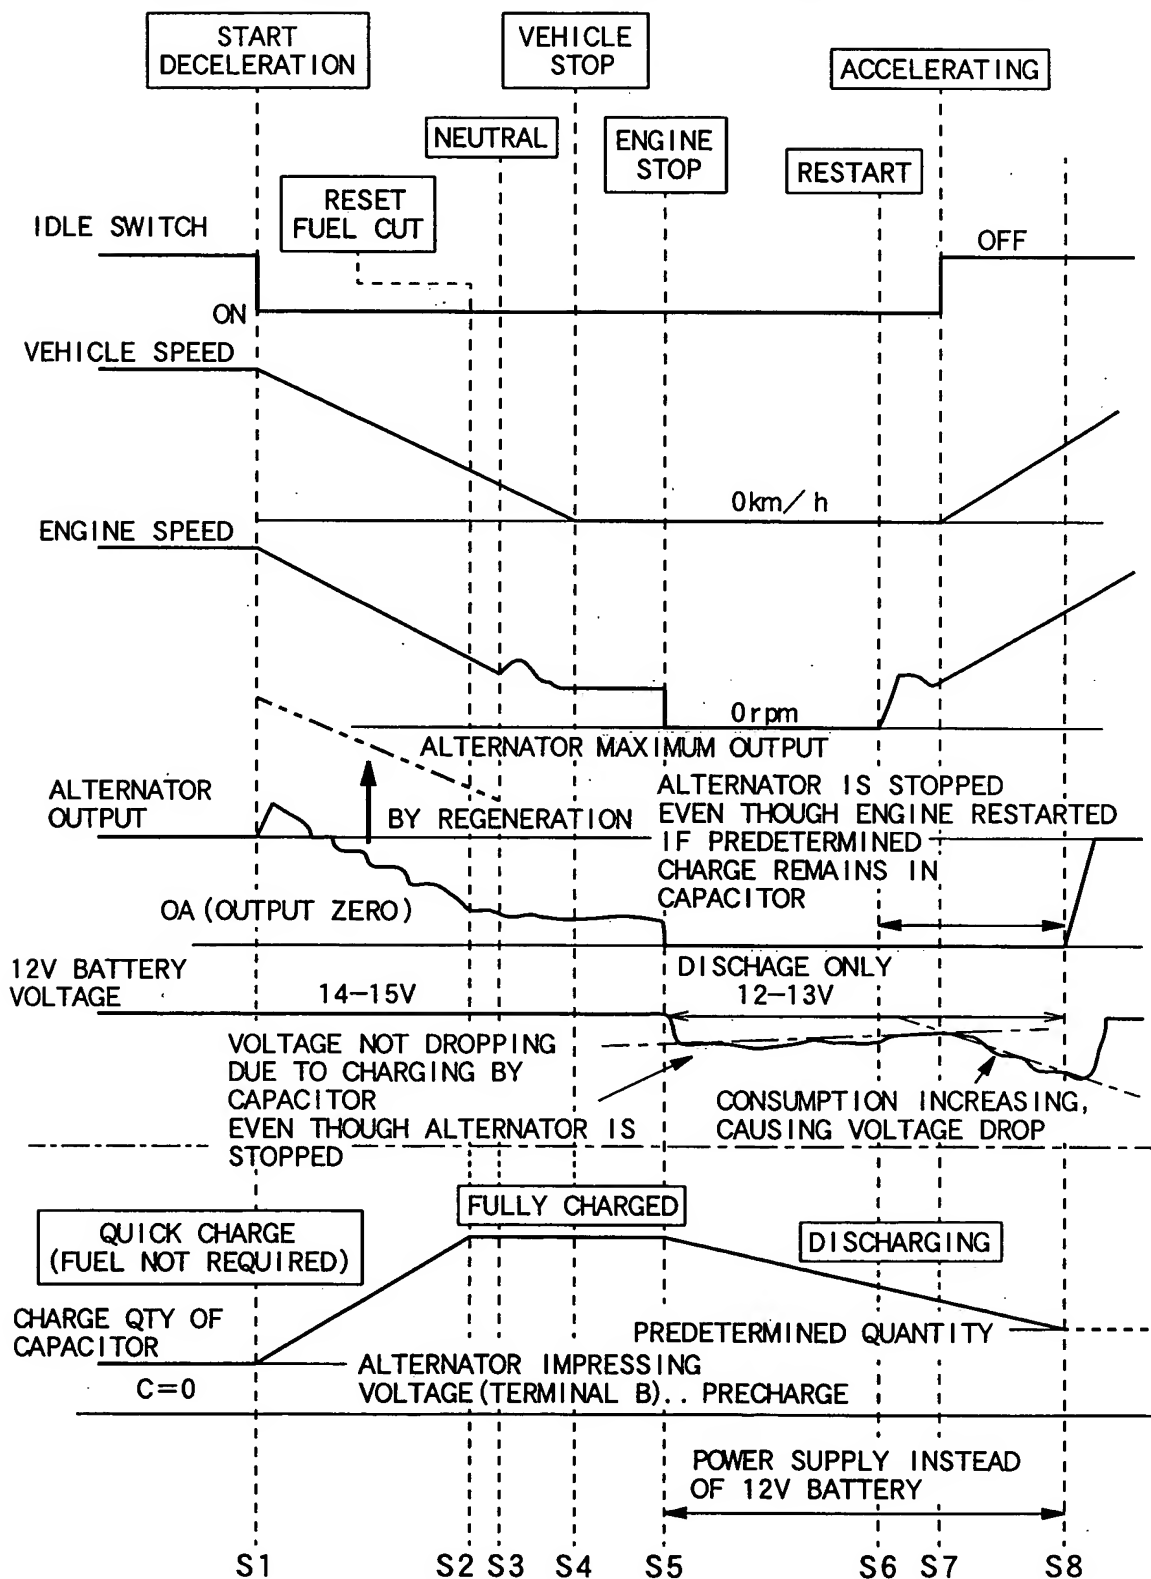 START
DECELERATION
VEHICLE
STOP
ACCELERATING
NEUTRAL
ENGINE
STOP
RESTART
RESET
FUEL CUT
IDLE SWITCH
OFF
ON
VEHICLE SPEED
0km/h
ENGINE SPEED
0rpm
ALTERNATOR MAXIMUM OUTPUT
ALTERNATOR
OUTPUT
BY REGENERATION
ALTERNATOR IS STOPPED
EVEN THOUGH ENGINE RESTARTED
IF PREDETERMINED
CHARGE REMAINS IN
CAPACITOR
0A(OUTPUT ZERO)
12V BATTERY
VOLTAGE
14-15V
DISCHAGE ONLY
12-13V
VOLTAGE NOT DROPPING
DUE TO CHARGING BY
CAPACITOR
EVEN THOUGH ALTERNATOR IS
STOPPED
CONSUMPTION INCREASING,
CAUSING VOLTAGE DROP
FULLY CHARGED
QUICK CHARGE
(FUEL NOT REQUIRED)
DISCHARGING
CHARGE QTY OF
CAPACITOR
PREDETERMINED QUANTITY
C=0
ALTERNATOR IMPRESSING
VOLTAGE(TERMINAL B).. PRECHARGE
POWER SUPPLY INSTEAD
OF 12V BATTERY
S1 S2 S3 S4 S5 S6 S7 S8